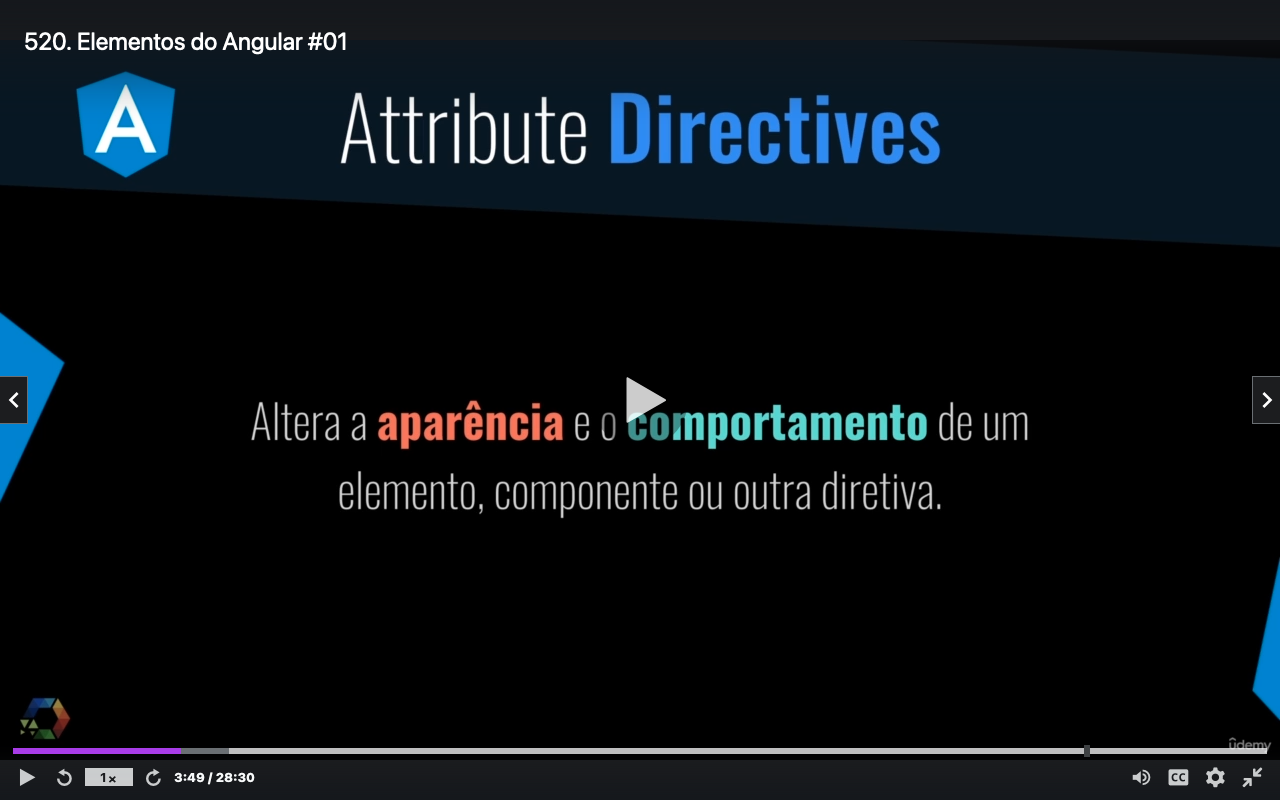 520. Elementos do Angular #01
A
Attribute Directives
Altera a aparência e o comportamento de um
elemento, componente ou outra diretiva.
udemy
1x
3:49 / 28:30
CC